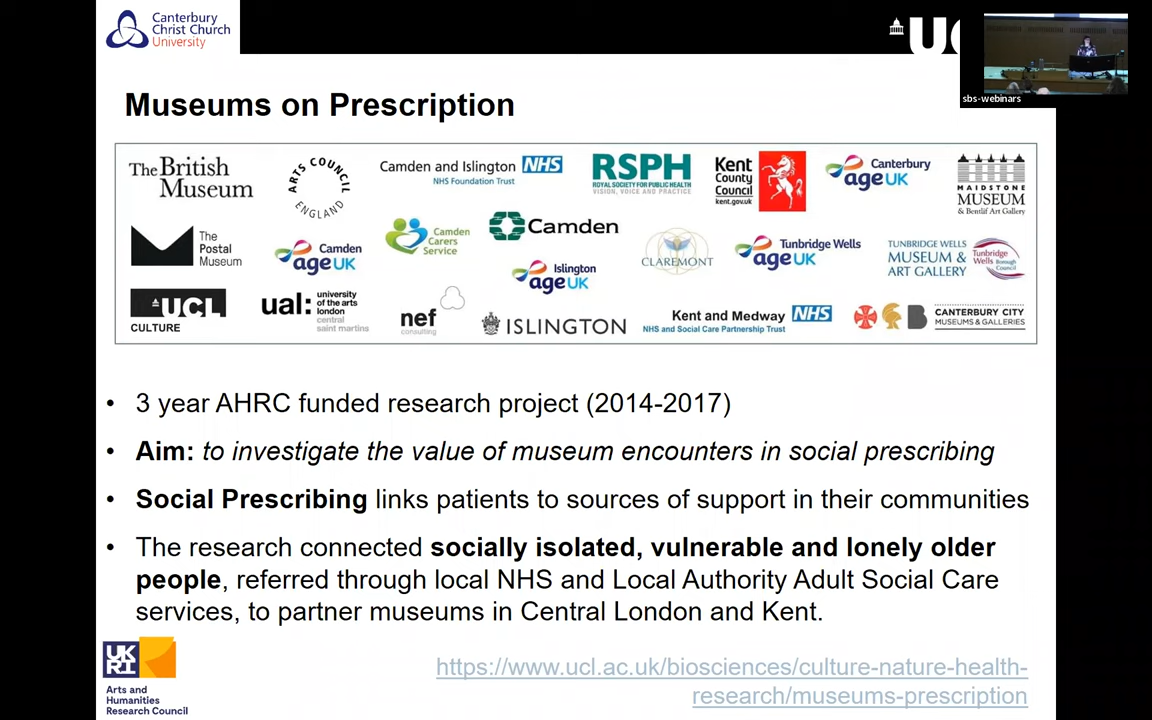 Canterbury
Christ Church
University
UC
sbs-webinars
Museums on Prescription
The British
Museum
ARTS COUNCIL
ENGLAND
Camden and Islington NHS
NHS Foundation Trust
RSPH
ROYAL SOCIETY FOR PUBLIC HEALTH
VISION, VOICE AND PRACTICE
Kent
County
Council
kent.gov.uk
Canterbury
age UK
MAIDSTONE
MUSEUM
& Bentlif Art Gallery
The
Postal
Museum
Camden
age UK
Camden
Carers
Service
Camden
Islington
age UK
CLAREMONT
Tunbridge Wells
age UK
TUNBRIDGE WELLS
MUSEUM &
ART GALLERY
Tunbridge
Wells Borough
Council
UCL
CULTURE
ual:
university
of the arts
london
central
saint martins
nef
consulting
ISLINGTON
Kent and Medway NHS
NHS and Social Care Partnership Trust
CANTERBURY CITY
MUSEUMS & GALLERIES
• 3 year AHRC funded research project (2014-2017)
• Aim: to investigate the value of museum encounters in social prescribing
• Social Prescribing links patients to sources of support in their communities
• The research connected socially isolated, vulnerable and lonely older
people, referred through local NHS and Local Authority Adult Social Care
services, to partner museums in Central London and Kent.
UK
RI
Arts and
Humanities
Research Council
https://www.ucl.ac.uk/biosciences/culture-nature-health-
research/museums-prescription